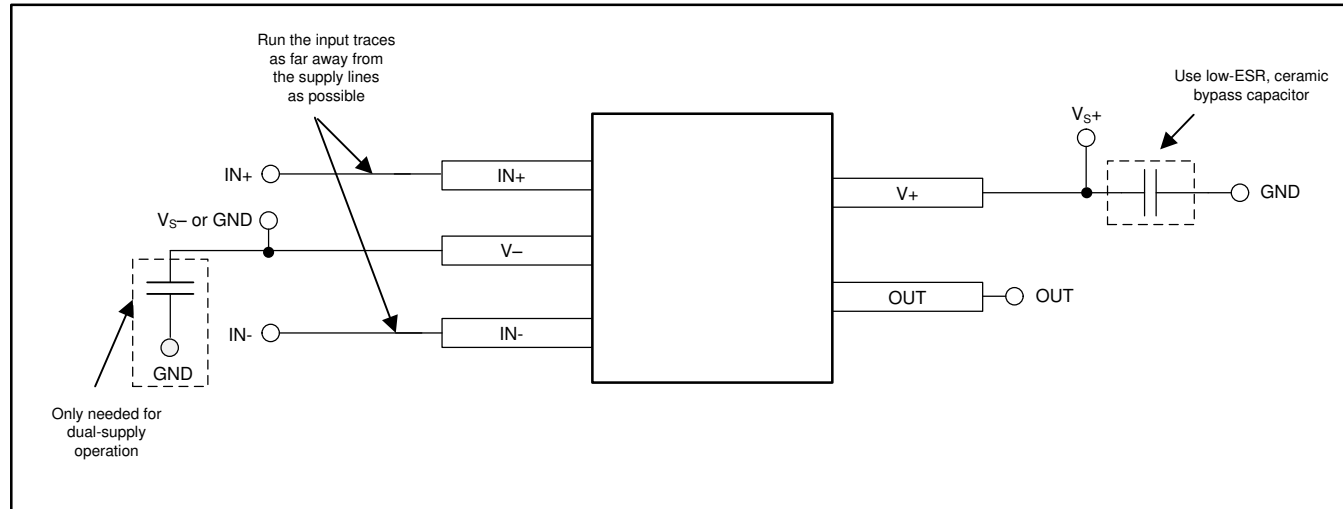 Run the input traces
as far away from
the supply lines
as possible
Use low-ESR, ceramic
bypass capacitor
VS+
IN+
IN+
V+
GND
VS– or GND
V–
OUT
OUT
IN-
IN-
GND
Only needed for
dual-supply
operation